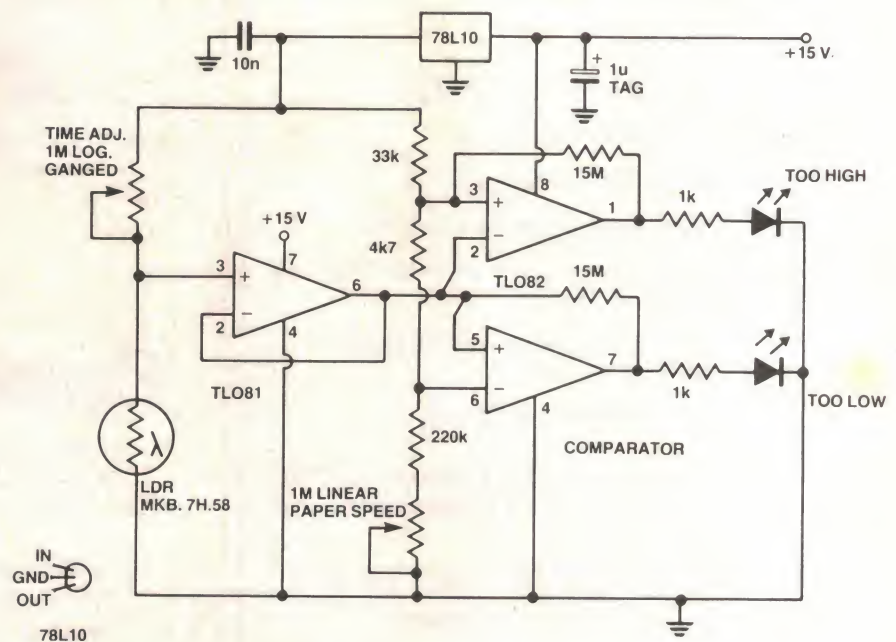 78L10
10n
+
1u
TAG
+15 V.
TIME ADJ.
1M LOG.
GANGED
33k
15M
TOO HIGH
3
+
8
1k
1
−
2
+15 V
4k7
3
+
7
6
TLO82
15M
2
−
4
5
+
7
TLO81
6
−
4
1k
TOO LOW
λ
220k
COMPARATOR
LDR
MKB. 7H.58
1M LINEAR
PAPER SPEED
IN
GND
OUT
78L10